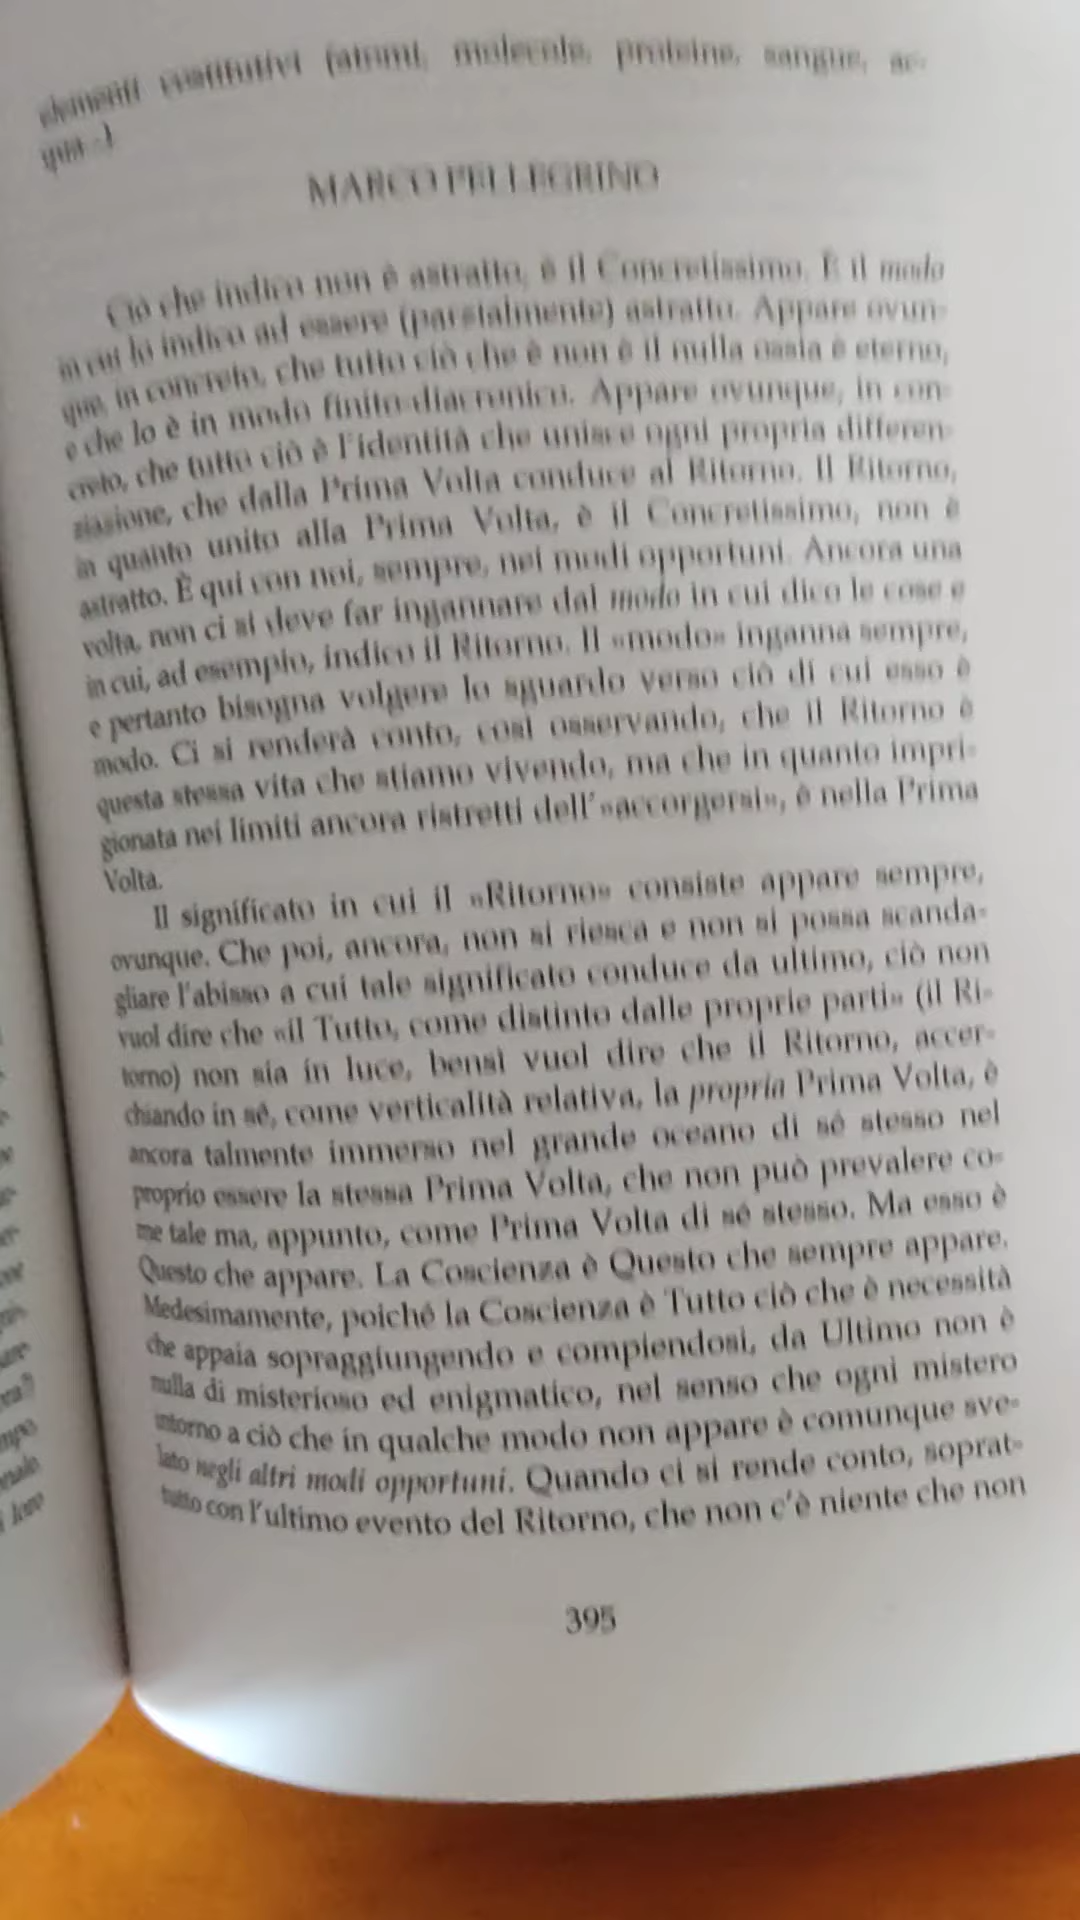 elementi costitutivi (atomi, molecole, proteine, sangue, ac-
qua...)
MARCO PELLEGRINO
Ciò che indico non è astratto, è il Concretissimo. È il modo
in cui lo indico ad essere (parzialmente) astratto. Appare ovun-
que, in concreto, che tutto ciò che è non è il nulla ossia è eterno,
e che lo è in modo finito-diacronico. Appare ovunque, in con-
creto, che tutto ciò è l'identità che unisce ogni propria differen-
ziazione, che dalla Prima Volta conduce al Ritorno. Il Ritorno,
in quanto unito alla Prima Volta, è il Concretissimo, non è
astratto. È qui con noi, sempre, nei modi opportuni. Ancora una
volta, non ci si deve far ingannare dal modo in cui dico le cose e
in cui, ad esempio, indico il Ritorno. Il «modo» inganna sempre,
e pertanto bisogna volgere lo sguardo verso ciò di cui esso è
modo. Ci si renderà conto, così osservando, che il Ritorno è
questa stessa vita che stiamo vivendo, ma che in quanto impri-
gionata nei limiti ancora ristretti dell'«accorgersi», è nella Prima
Volta.
Il significato in cui il «Ritorno» consiste appare sempre,
ovunque. Che poi, ancora, non si riesca e non si possa scanda-
gliare l'abisso a cui tale significato conduce da ultimo, ciò non
vuol dire che «il Tutto, come distinto dalle proprie parti» (il Ri-
torno) non sia in luce, bensì vuol dire che il Ritorno, accer-
chiando in sé, come verticalità relativa, la propria Prima Volta, è
ancora talmente immerso nel grande oceano di sé stesso nel
proprio essere la stessa Prima Volta, che non può prevalere co-
me tale ma, appunto, come Prima Volta di sé stesso. Ma esso è
Questo che appare. La Coscienza è Questo che sempre appare.
Medesimamente, poiché la Coscienza è Tutto ciò che è necessità
che appaia sopraggiungendo e compiendosi, da Ultimo non è
nulla di misterioso ed enigmatico, nel senso che ogni mistero
intorno a ciò che in qualche modo non appare è comunque sve-
lato negli altri modi opportuni. Quando ci si rende conto, soprat-
tutto con l'ultimo evento del Ritorno, che non c'è niente che non
395